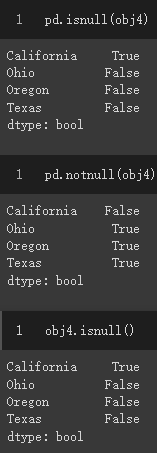 1 pd.isnull(obj4)
California True
Ohio False
Oregon False
Texas False
dtype: bool
1 pd.notnull(obj4)
California False
Ohio True
Oregon True
Texas True
dtype: bool
1 obj4.isnull()
California True
Ohio False
Oregon False
Texas False
dtype: bool